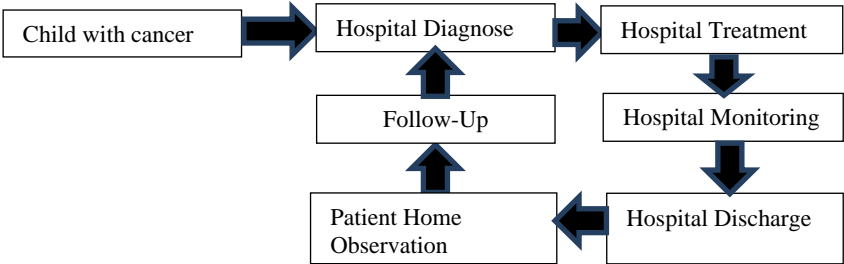 Child with cancer
Hospital Diagnose
Hospital Treatment
Follow-Up
Hospital Monitoring
Patient Home
Observation
Hospital Discharge